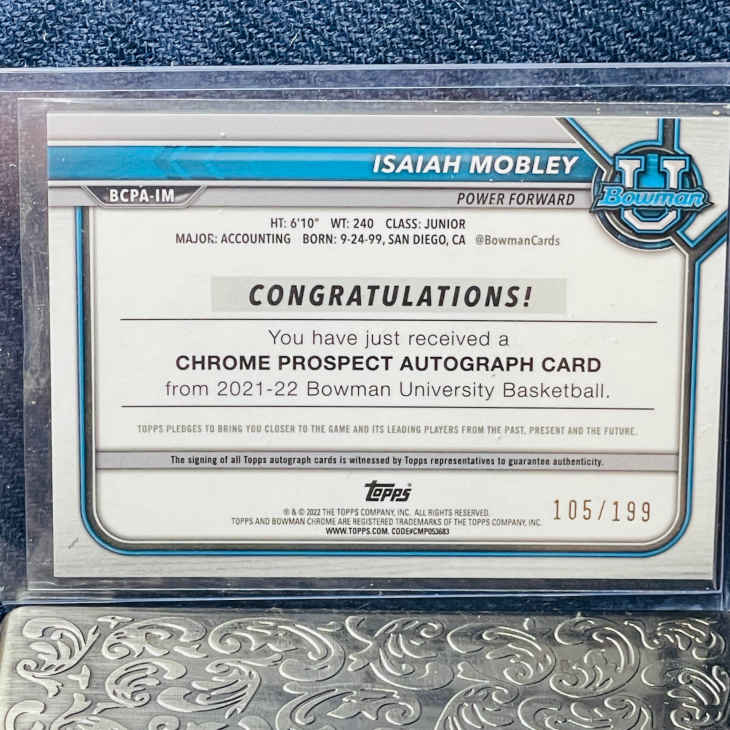 ISAIAH MOBLEY
BCPA-IM
POWER FORWARD
U
Bowman
HT: 6'10" WT: 240 CLASS: JUNIOR
MAJOR: ACCOUNTING BORN: 9-24-99, SAN DIEGO, CA @BowmanCards
CONGRATULATIONS!
You have just received a
CHROME PROSPECT AUTOGRAPH CARD
from 2021-22 Bowman University Basketball.
TOPPS PLEDGES TO BRING YOU CLOSER TO THE GAME AND ITS LEADING PLAYERS FROM THE PAST, PRESENT AND THE FUTURE.
The signing of all Topps autograph cards is witnessed by Topps representatives to guarantee authenticity.
topps
® & © 2022 THE TOPPS COMPANY, INC. ALL RIGHTS RESERVED.
TOPPS AND BOWMAN CHROME ARE REGISTERED TRADEMARKS OF THE TOPPS COMPANY, INC.
WWW.TOPPS.COM. CODE#CMP053683
105/199